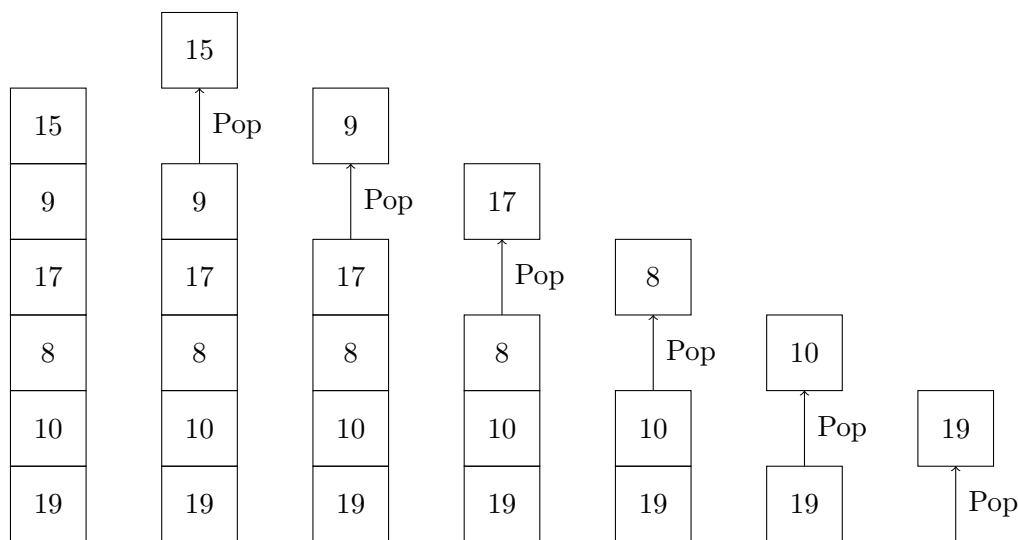 15
15 Pop 9
9 9 Pop 17
17 17 17 Pop 8
8 8 8 8 Pop 10
10 10 10 10 10 Pop 19
19 19 19 19 19 19 Pop